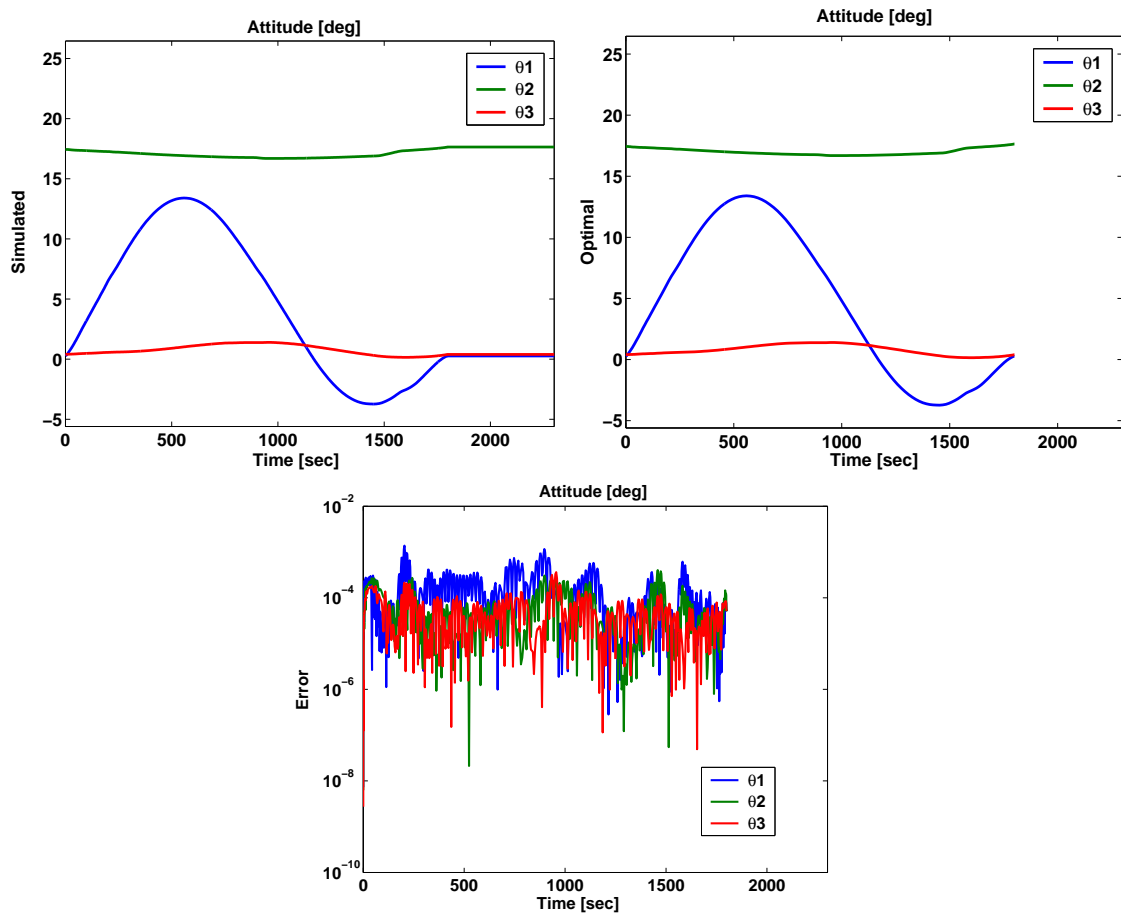 Attitude [deg]
25
20
15
10
5
0
−5
Simulated
θ1
θ2
θ3
0 500 1000 1500 2000
Time [sec]
Attitude [deg]
25
20
15
10
5
0
−5
Optimal
θ1
θ2
θ3
0 500 1000 1500 2000
Time [sec]
Attitude [deg]
10−2
10−4
10−6
10−8
10−10
Error
θ1
θ2
θ3
0 500 1000 1500 2000
Time [sec]